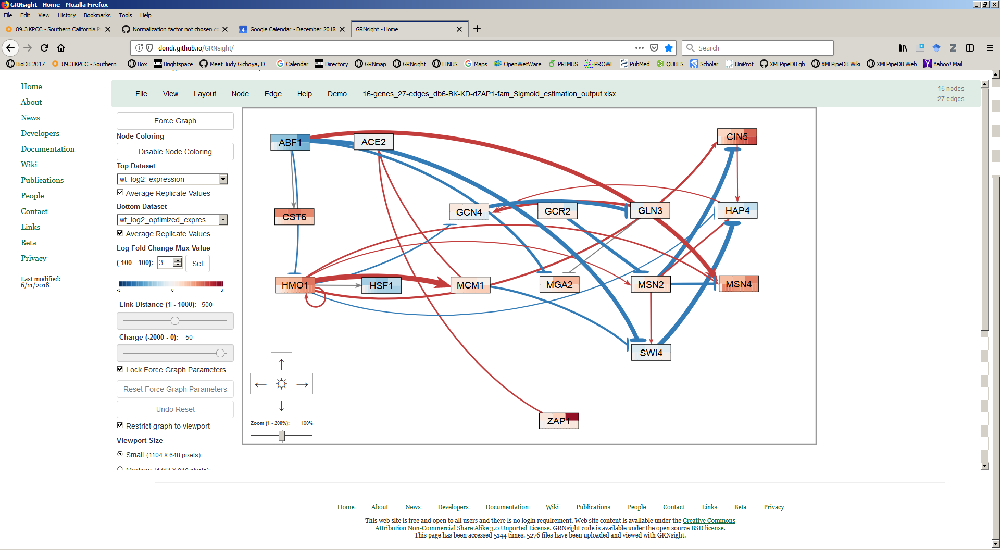 GRNsight - Home - Mozilla Firefox
File Edit View History Bookmarks Tools Help
89.3 KPCC - Southern California P
Normalization factor not chosen co
Google Calendar - December 2018
GRNsight - Home
dondi.github.io/GRNsight/
Search
BioDB 2017 89.3 KPCC - Southern... Box Brightspace Meet Judy Gichoya, D... Calendar Directory GRNmap GRNsight LINUS Maps OpenWetWare PRIMUS PROWL PubMed QUBES Scholar UniProt XMLPipeDB gh XMLPipeDB Wiki XMLPipeDB Web Yahoo! Mail
Home
About
News
Developers
Documentation
Wiki
Publications
People
Contact
Links
Beta
Privacy
Last modified:
6/11/2018
File View Layout Node Edge Help Demo 16-genes_27-edges_db6-BK-KD-dZAP1-fam_Sigmoid_estimation_output.xlsx
16 nodes
27 edges
Force Graph
Node Coloring
Disable Node Coloring
Top Dataset
wt_log2_expression
Average Replicate Values
Bottom Dataset
wt_log2_optimized_expres...
Average Replicate Values
Log Fold Change Max Value
(-100 - 100): 3 Set
-3 0 3
Link Distance (1 - 1000): 500
Charge (-2000 - 0): -50
Lock Force Graph Parameters
Reset Force Graph Parameters
Undo Reset
Restrict graph to viewport
Viewport Size
Small (1104 X 648 pixels)
Medium (1414 X 840 pixels)
ABF1 ACE2 CIN5
CST6 GCN4 GCR2 GLN3 HAP4
HMO1 HSF1 MCM1 MGA2 MSN2 MSN4
SWI4
ZAP1
Zoom (1 - 200%): 100%
Home About News Developers Documentation Wiki Publications People Contact Links Beta Privacy
This web site is free and open to all users and there is no login requirement. Web site content is available under the Creative Commons
Attribution Non-Commercial Share Alike 3.0 Unported License. GRNsight code is available under the open source BSD license.
This page has been accessed 5144 times. 5276 files have been uploaded and viewed with GRNsight.